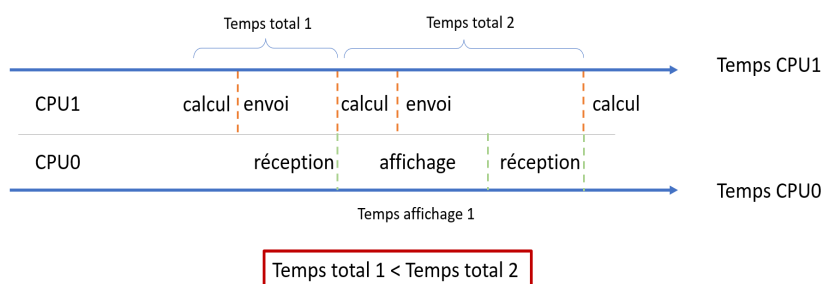 Temps total 1
Temps total 2
Temps CPU1
CPU1
calcul
envoi
calcul
envoi
calcul
CPU0
réception
affichage
réception
Temps CPU0
Temps affichage 1
Temps total 1 < Temps total 2